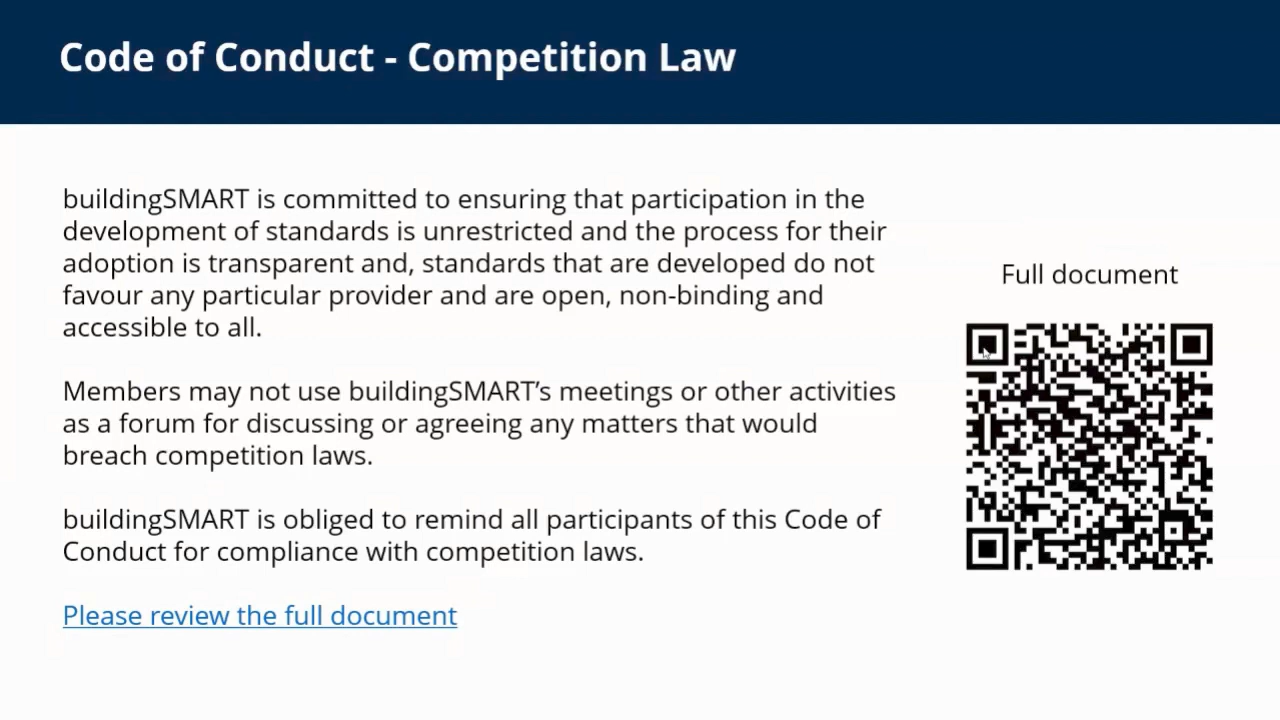 Code of Conduct - Competition Law
buildingSMART is committed to ensuring that participation in the
development of standards is unrestricted and the process for their
adoption is transparent and, standards that are developed do not
favour any particular provider and are open, non-binding and
accessible to all.
Members may not use buildingSMART’s meetings or other activities
as a forum for discussing or agreeing any matters that would
breach competition laws.
buildingSMART is obliged to remind all participants of this Code of
Conduct for compliance with competition laws.
Please review the full document
Full document